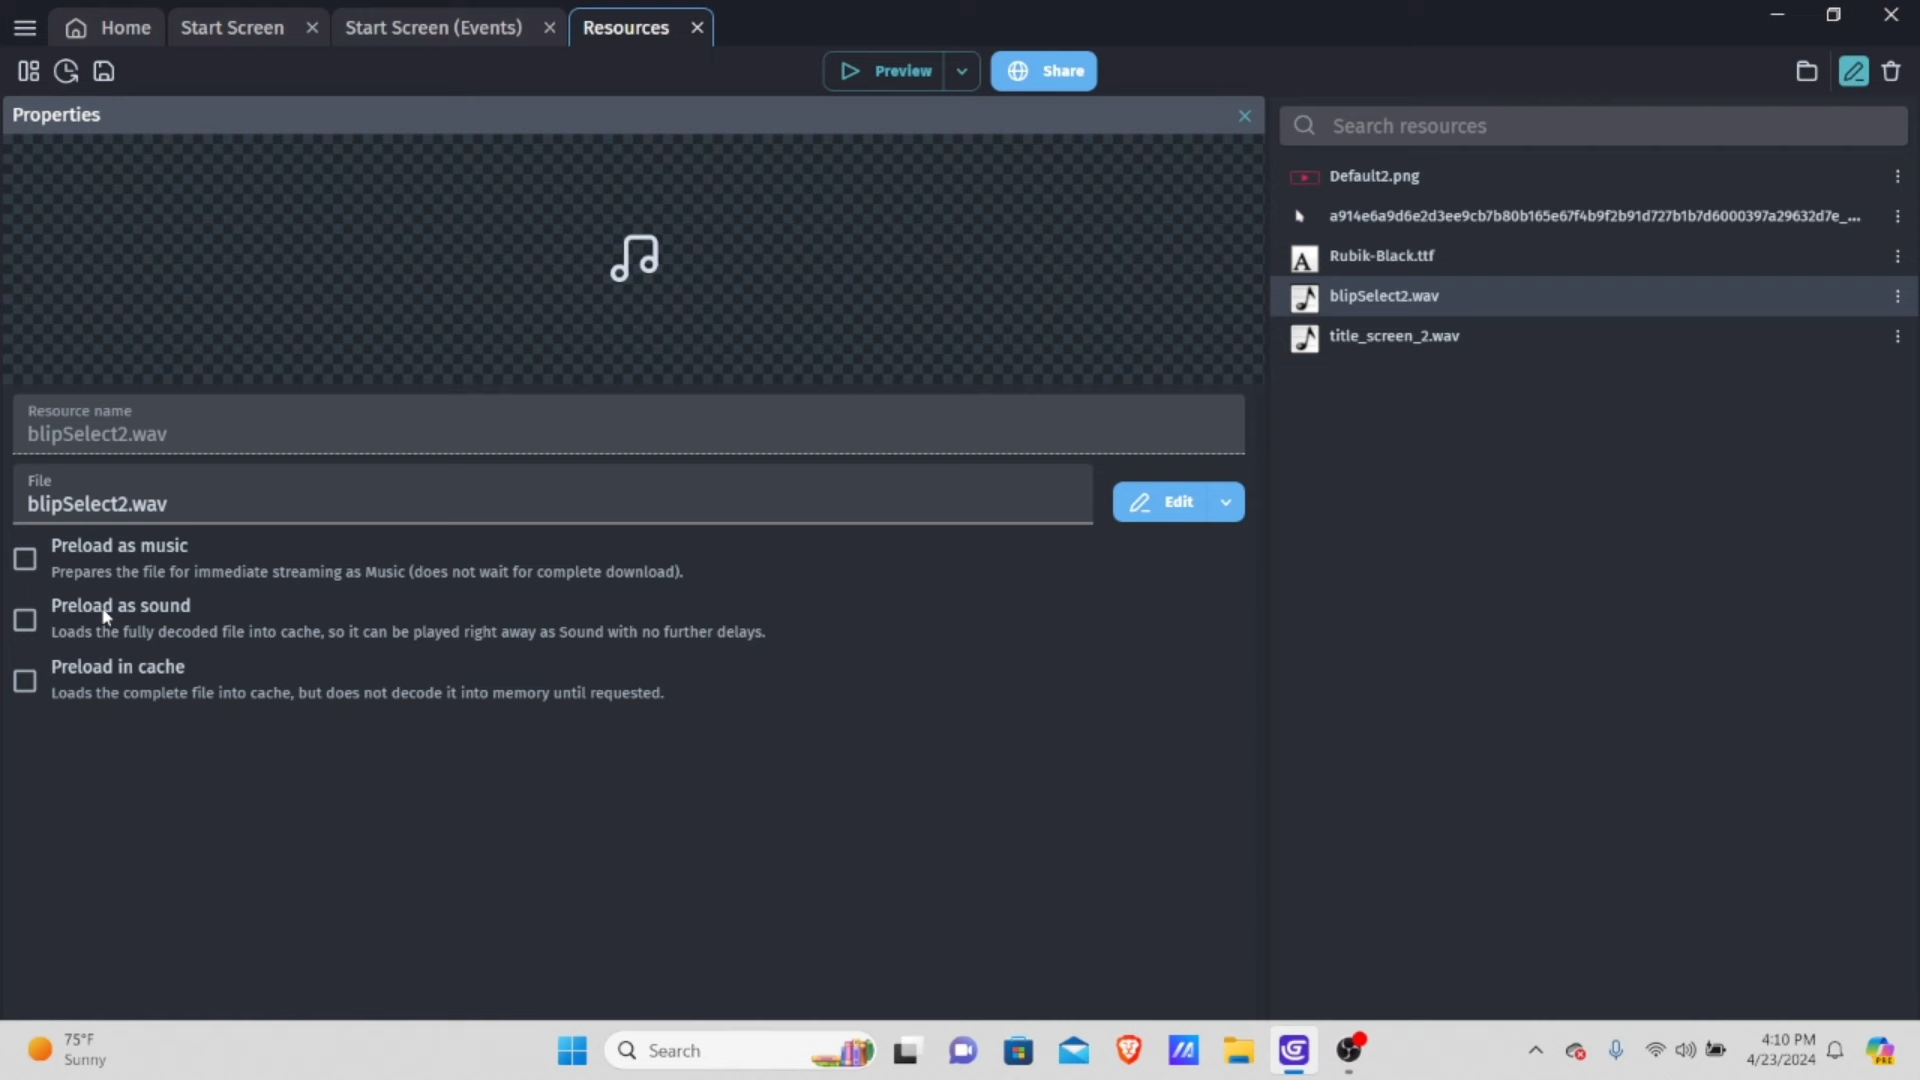 Home
Start Screen
Start Screen (Events)
Resources
Preview
Share
Properties
Search resources
Default2.png
a914e6a9d6e2d3ee9cb7b80b165e67f4b9f2b91d727b1b7d6000397a29632d7e_...
Rubik-Black.ttf
blipSelect2.wav
title_screen_2.wav
Resource name
blipSelect2.wav
File
blipSelect2.wav
Edit
Preload as music
Prepares the file for immediate streaming as Music (does not wait for complete download).
Preload as sound
Loads the fully decoded file into cache, so it can be played right away as Sound with no further delays.
Preload in cache
Loads the complete file into cache, but does not decode it into memory until requested.
75°F
Sunny
Search
4:10 PM
4/23/2024
PRE